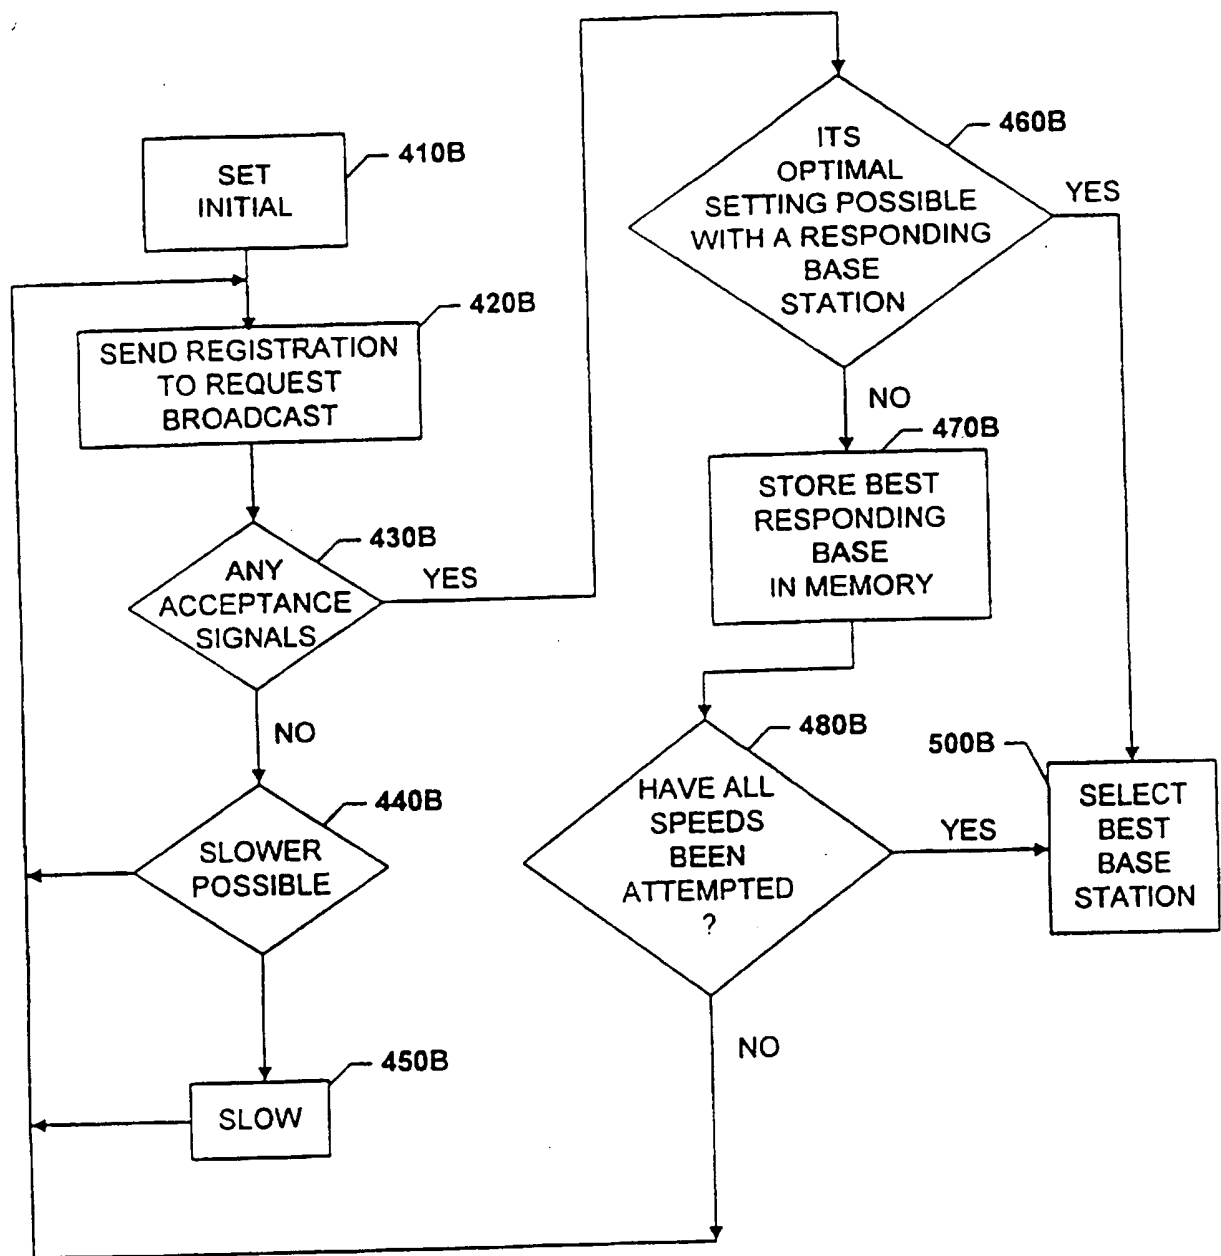 SET
INITIAL
410B
SEND REGISTRATION
TO REQUEST
BROADCAST
420B
ANY
ACCEPTANCE
SIGNALS
430B
YES
NO
SLOWER
POSSIBLE
440B
SLOW
450B
ITS
OPTIMAL
SETTING POSSIBLE
WITH A RESPONDING
BASE
STATION
460B
YES
NO
STORE BEST
RESPONDING
BASE
IN MEMORY
470B
HAVE ALL
SPEEDS
BEEN
ATTEMPTED
?
480B
YES
NO
500B
SELECT
BEST
BASE
STATION